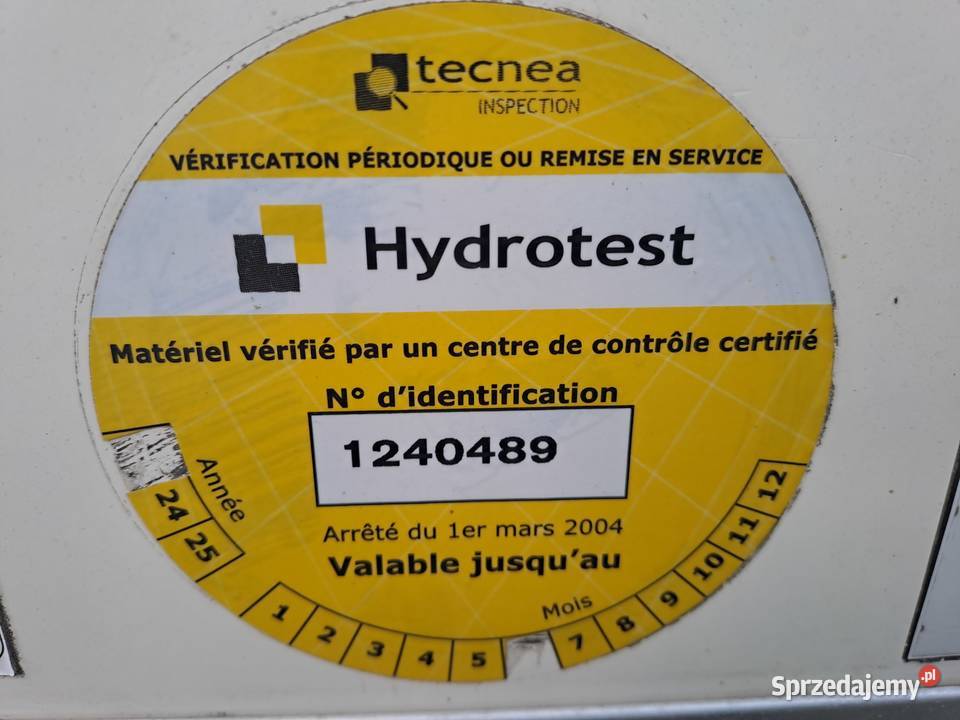 tecnea
INSPECTION
VÉRIFICATION PÉRIODIQUE OU REMISE EN SERVICE
Hydrotest
Matériel vérifié par un centre de contrôle certifié
N° d'identification
1240489
Arrêté du 1er mars 2004
Valable jusqu'au
Année
24
25
Mois
1
2
3
4
5
7
8
9
10
11
12
Sprzedajemy.pl